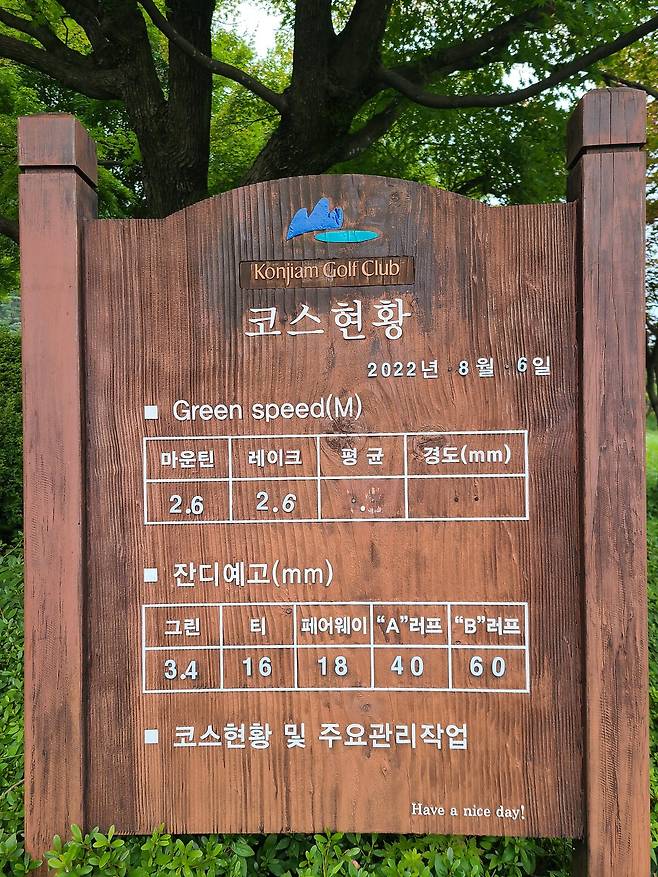 Konjiam Golf Club
코스현황
2022년 8월 6일
■ Green speed(M)
마운틴 레이크 평균 경도(mm)
2.6 2.6 . .
■ 잔디예고(mm)
그린 티 페어웨이 "A"러프 "B"러프
3.4 16 18 40 60
■ 코스현황 및 주요관리작업
Have a nice day!